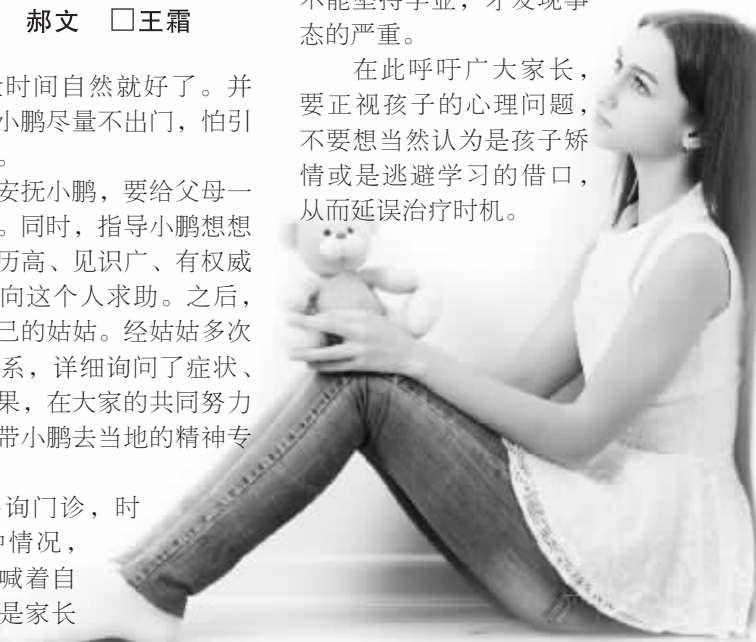 郝文 □王霜
时间自然就好了。并
小鹏尽量不出门，怕引
。
安抚小鹏，要给父母一
。同时，指导小鹏想想
历高、见识广、有权威
向这个人求助。之后，
己的姑姑。经姑姑多次
系，详细询问了症状、
果，在大家的共同努力
带小鹏去当地的精神专
询门诊，时
情况，
喊着自
是家长
不能坚持学业，才发现事
态的严重。
在此呼吁广大家长，
要正视孩子的心理问题，
不要想当然认为是孩子矫
情或是逃避学习的借口，
从而延误治疗时机。